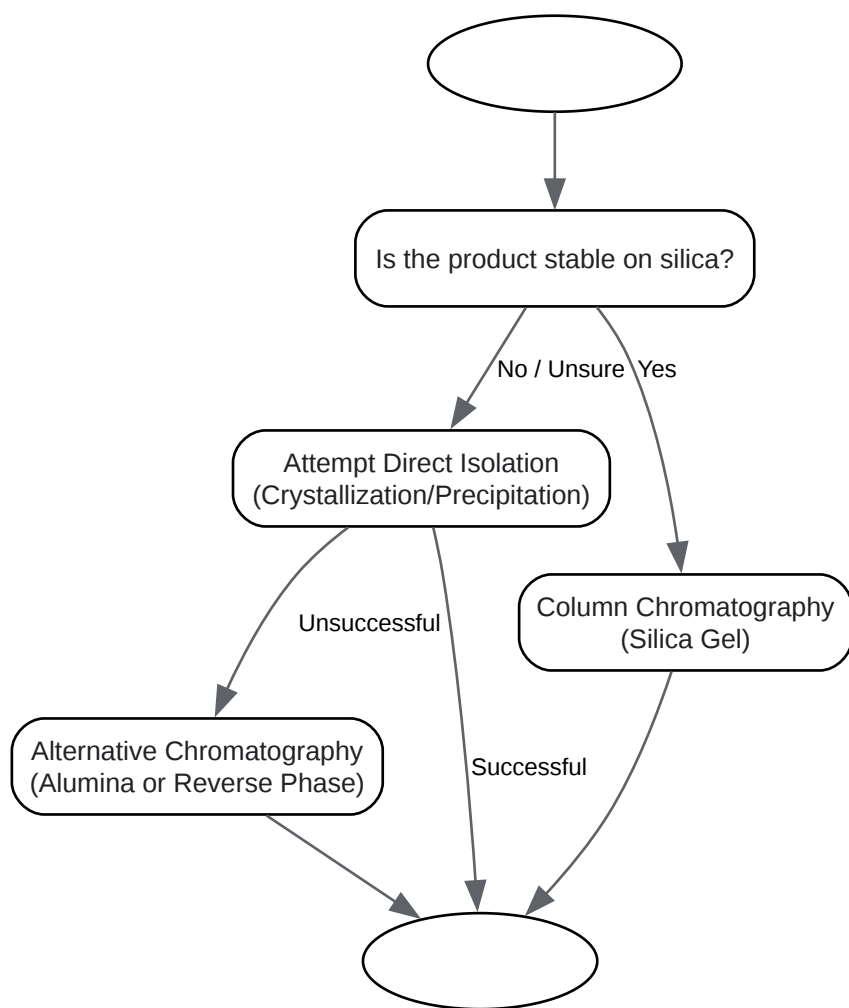 Is the product stable on silica?
No / Unsure
Yes
Attempt Direct Isolation
(Crystallization/Precipitation)
Unsuccessful
Column Chromatography
(Silica Gel)
Alternative Chromatography
(Alumina or Reverse Phase)
Successful